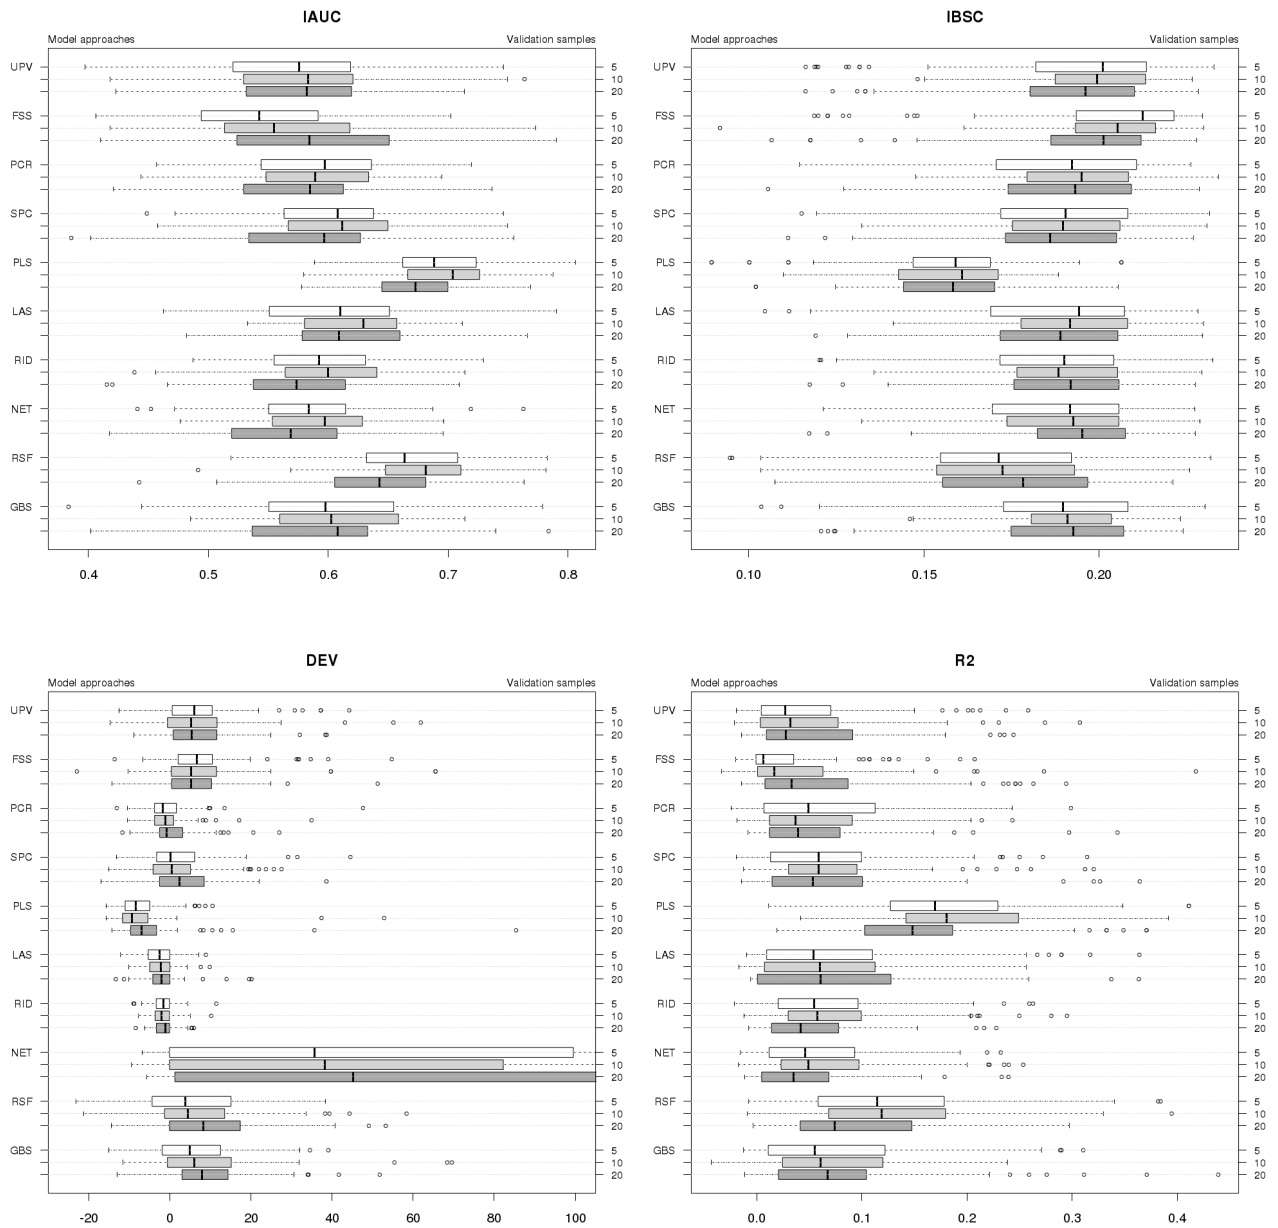 IAUC
Model approaches Validation samples
UPV 5
10
20
FSS 5
10
20
PCR 5
10
20
SPC 5
10
20
PLS 5
10
20
LAS 5
10
20
RID 5
10
20
NET 5
10
20
RSF 5
10
20
GBS 5
10
20
0.4 0.5 0.6 0.7 0.8
IBSC
Model approaches Validation samples
UPV 5
10
20
FSS 5
10
20
PCR 5
10
20
SPC 5
10
20
PLS 5
10
20
LAS 5
10
20
RID 5
10
20
NET 5
10
20
RSF 5
10
20
GBS 5
10
20
0.10 0.15 0.20
DEV
Model approaches Validation samples
UPV 5
10
20
FSS 5
10
20
PCR 5
10
20
SPC 5
10
20
PLS 5
10
20
LAS 5
10
20
RID 5
10
20
NET 5
10
20
RSF 5
10
20
GBS 5
10
20
-20 0 20 40 60 80 100
R2
Model approaches Validation samples
UPV 5
10
20
FSS 5
10
20
PCR 5
10
20
SPC 5
10
20
PLS 5
10
20
LAS 5
10
20
RID 5
10
20
NET 5
10
20
RSF 5
10
20
GBS 5
10
20
0.0 0.1 0.2 0.3 0.4